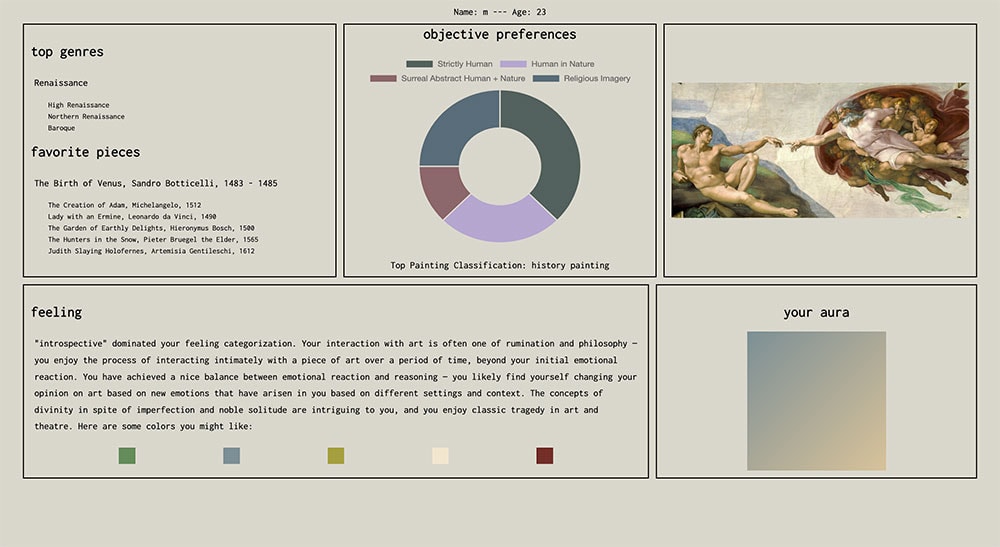 Name: m --- Age: 23
top genres
Renaissance
High Renaissance
Northern Renaissance
Baroque
favorite pieces
The Birth of Venus, Sandro Botticelli, 1483 - 1485
The Creation of Adam, Michelangelo, 1512
Lady with an Ermine, Leonardo da Vinci, 1490
The Garden of Earthly Delights, Hieronymus Bosch, 1500
The Hunters in the Snow, Pieter Bruegel the Elder, 1565
Judith Slaying Holofernes, Artemisia Gentileschi, 1612
objective preferences
Strictly Human Human in Nature
Surreal Abstract Human + Nature Religious Imagery
Top Painting Classification: history painting
feeling
"introspective" dominated your feeling categorization. Your interaction with art is often one of rumination and philosophy —
you enjoy the process of interacting intimately with a piece of art over a period of time, beyond your initial emotional
reaction. You have achieved a nice balance between emotional reaction and reasoning — you likely find yourself changing your
opinion on art based on new emotions that have arisen in you based on different settings and context. The concepts of
divinity in spite of imperfection and noble solitude are intriguing to you, and you enjoy classic tragedy in art and
theatre. Here are some colors you might like:
your aura